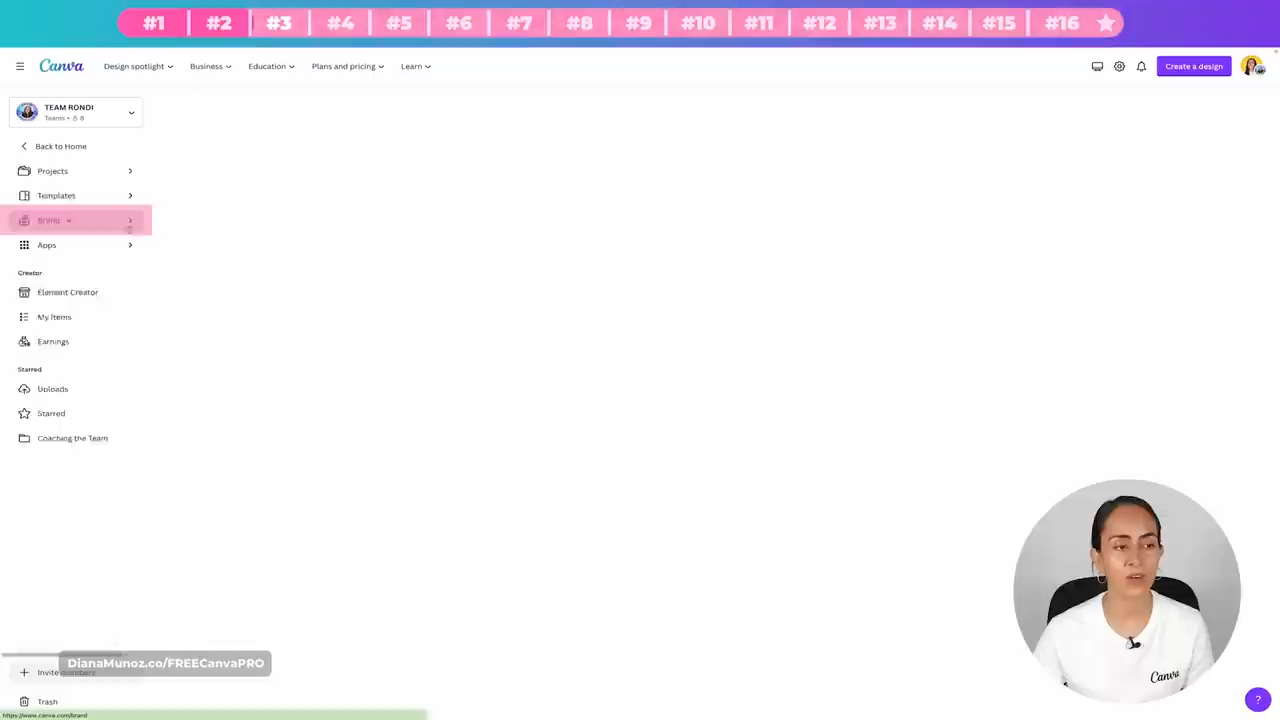 #1 #2 #3 #4 #5 #6 #7 #8 #9 #10 #11 #12 #13 #14 #15 #16
Canva Design spotlight Business Education Plans and pricing Learn Create a design
TEAM RONDI
Teams • 8
Back to Home
Projects
Templates
Brand
Apps
Creator
Element Creator
My Items
Earnings
Starred
Uploads
Starred
Coaching the Team
Canva
DianaMunoz.co/FREECanvaPRO
Invite members
Trash
?
https://www.canva.com/brand